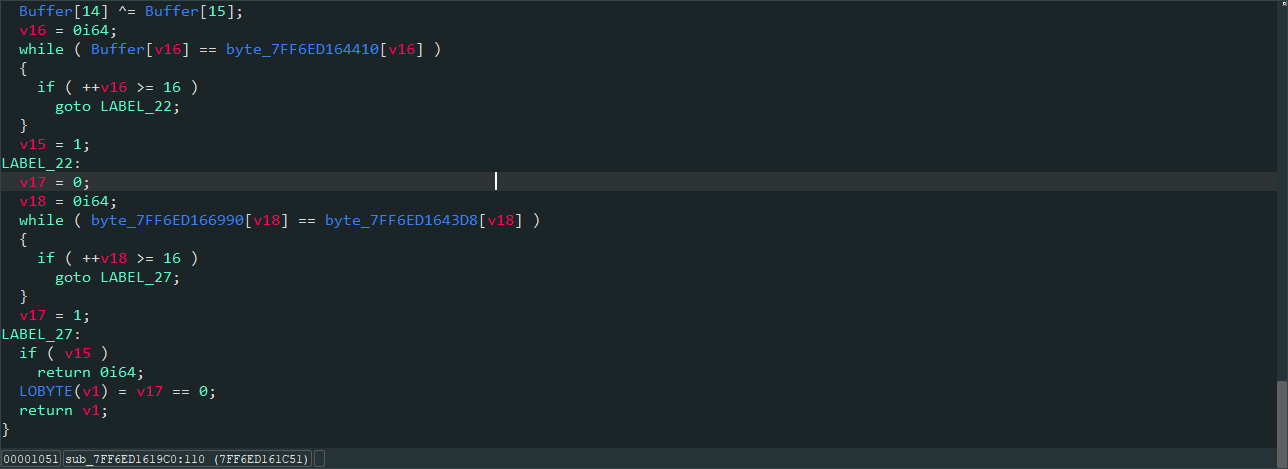 Buffer[14] ^= Buffer[15];
  v16 = 0i64;
  while ( Buffer[v16] == byte_7FF6ED164410[v16] )
  {
    if ( ++v16 >= 16 )
      goto LABEL_22;
  }
  v15 = 1;
LABEL_22:
  v17 = 0;
  v18 = 0i64;
  while ( byte_7FF6ED166990[v18] == byte_7FF6ED1643D8[v18] )
  {
    if ( ++v18 >= 16 )
      goto LABEL_27;
  }
  v17 = 1;
LABEL_27:
  if ( v15 )
    return 0i64;
  LOBYTE(v1) = v17 == 0;
  return v1;
}
00001051 sub_7FF6ED1619C0:110 (7FF6ED161C51)